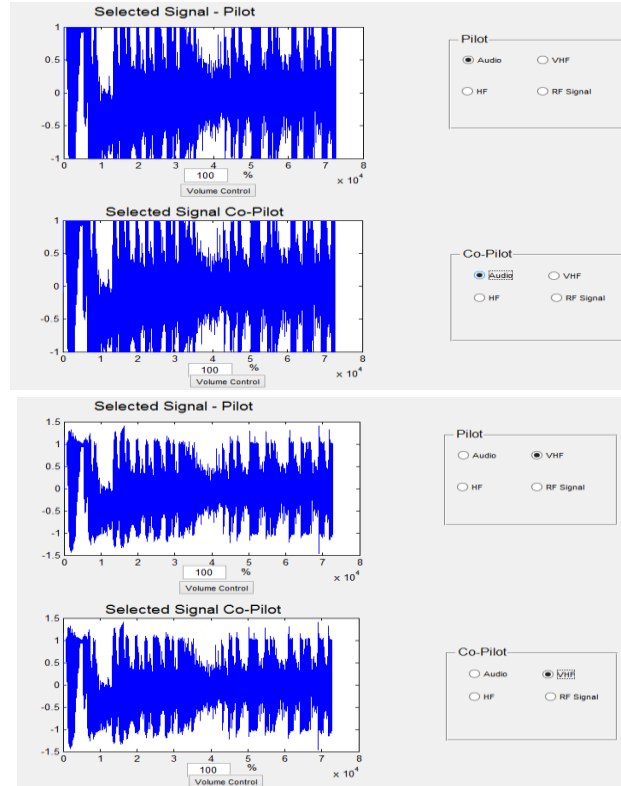 Selected Signal - Pilot
1
0.5
0
-0.5
-1
0 1 2 3 4 5 6 7 8
x 10^4
100 %
Volume Control
Pilot
Audio VHF
HF RF Signal
Selected Signal Co-Pilot
1
0.5
0
-0.5
-1
0 1 2 3 4 5 6 7 8
x 10^4
100 %
Volume Control
Co-Pilot
Audio VHF
HF RF Signal
Selected Signal - Pilot
1.5
1
0.5
0
-0.5
-1
-1.5
0 1 2 3 4 5 6 7 8
x 10^4
100 %
Volume Control
Pilot
Audio VHF
HF RF Signal
Selected Signal Co-Pilot
1.5
1
0.5
0
-0.5
-1
-1.5
0 1 2 3 4 5 6 7 8
x 10^4
100 %
Volume Control
Co-Pilot
Audio VHF
HF RF Signal